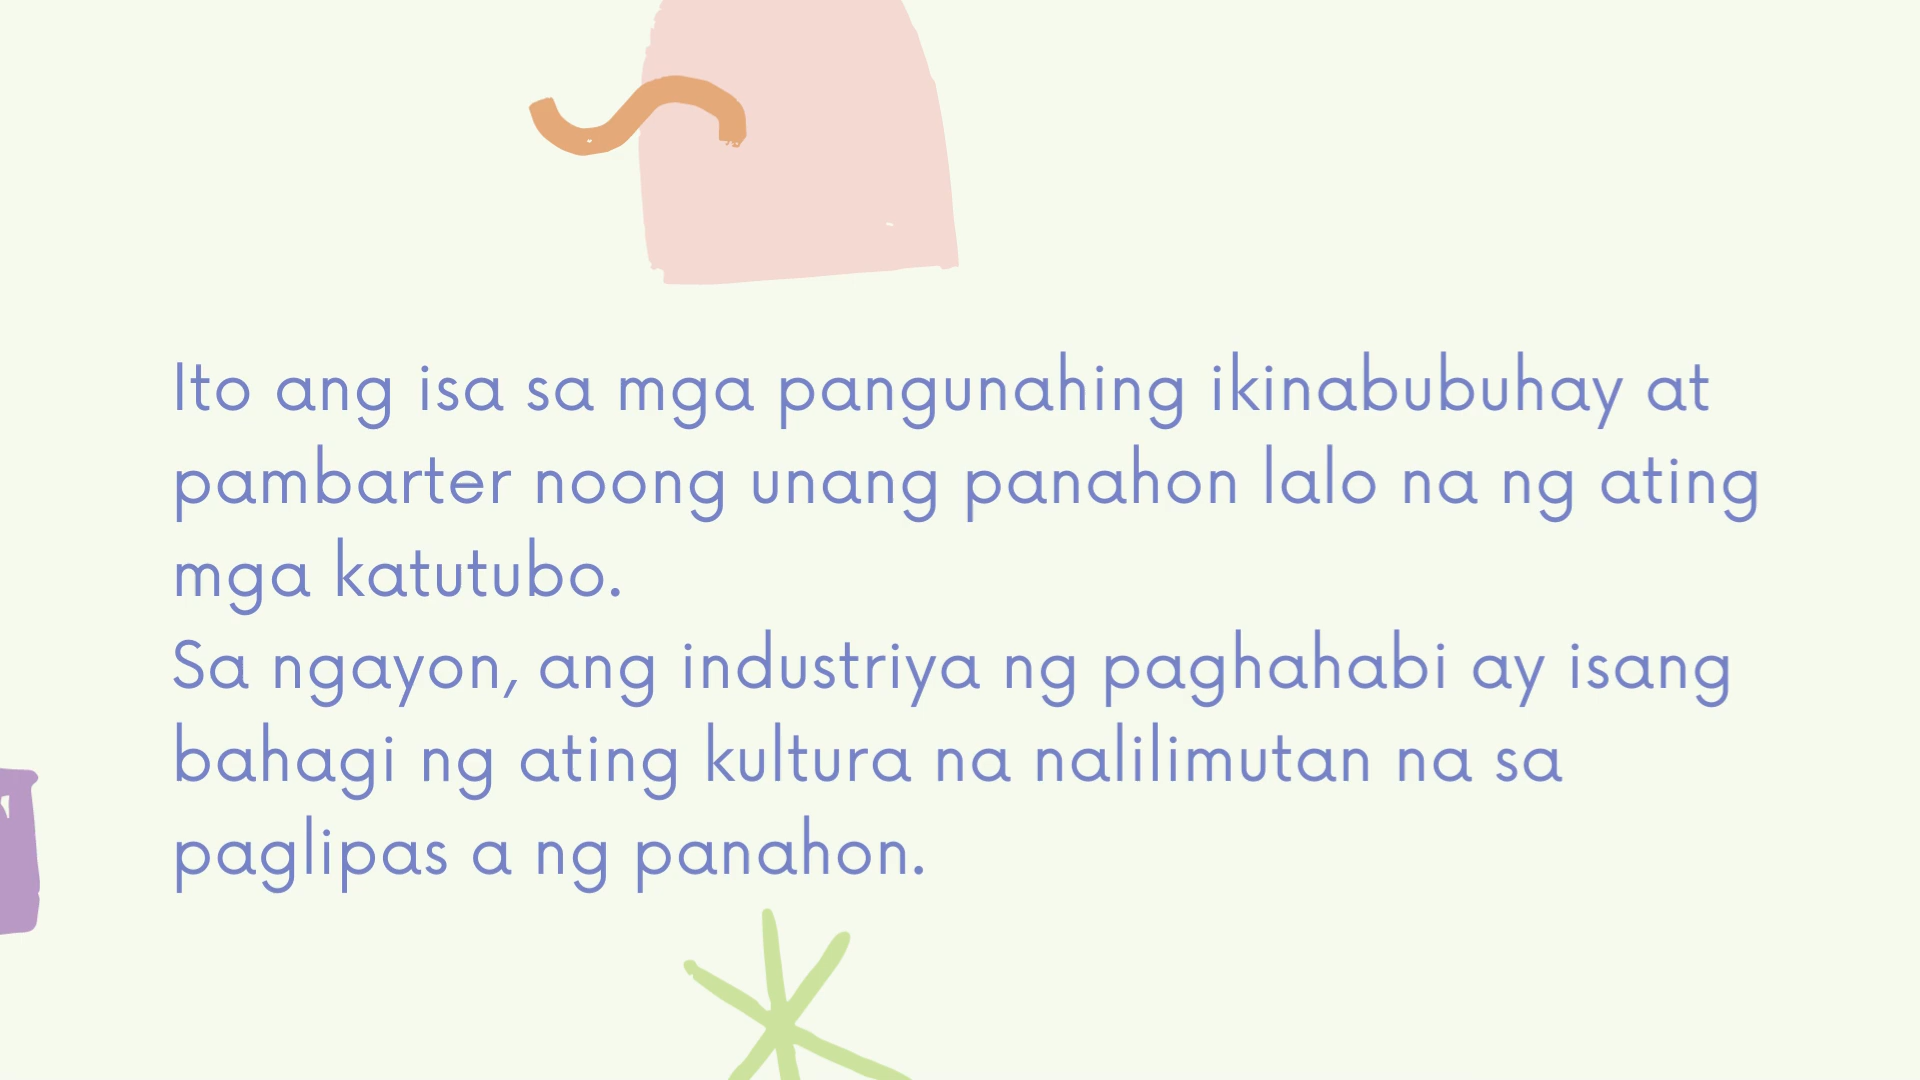 Ito ang isa sa mga pangunahing ikinabubuhay at
pambarter noong unang panahon lalo na ng ating
mga katutubo.
Sa ngayon, ang industriya ng paghahabi ay isang
bahagi ng ating kultura na nalilimutan na sa
paglipas a ng panahon.